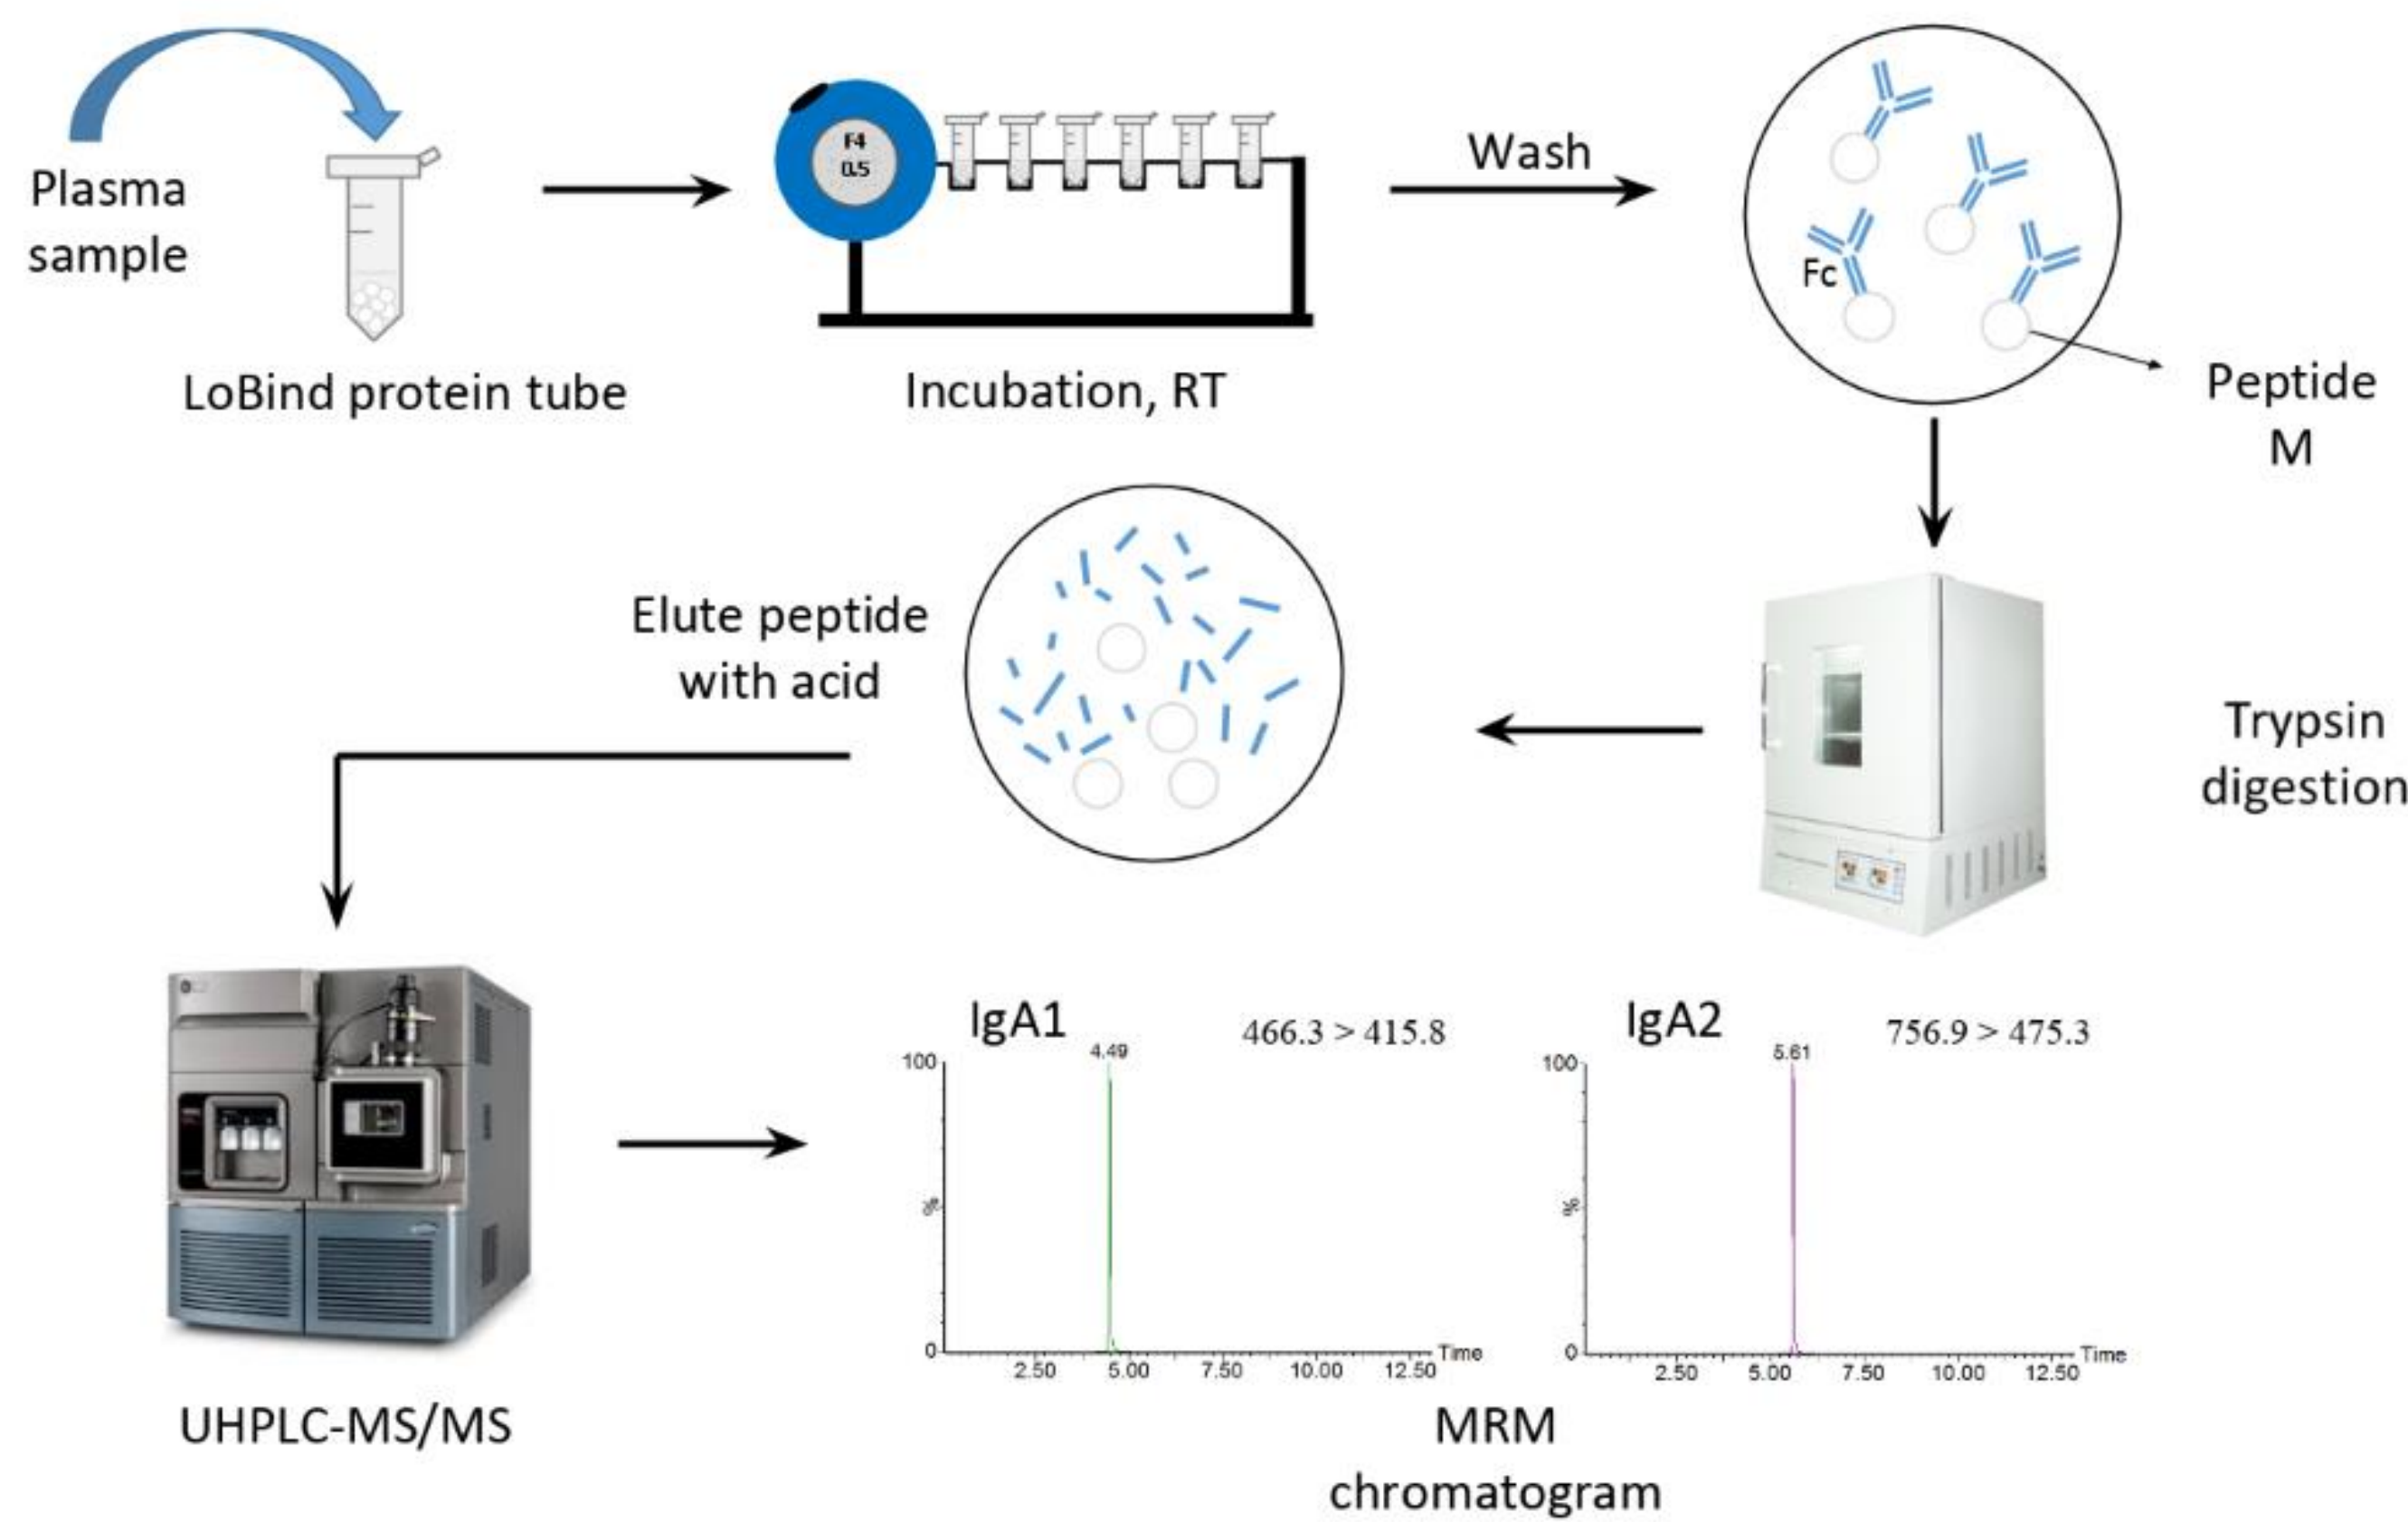 Plasma
sample
LoBind protein tube
F4
0.5
Incubation, RT
Wash
Fc
Peptide
M
Trypsin
digestion
Elute peptide
with acid
UHPLC-MS/MS
IgA1
466.3 > 415.8
4.49
100
%
0
2.50 5.00 7.50 10.00 12.50
Time
IgA2
756.9 > 475.3
5.61
100
%
0
2.50 5.00 7.50 10.00 12.50
Time
MRM
chromatogram